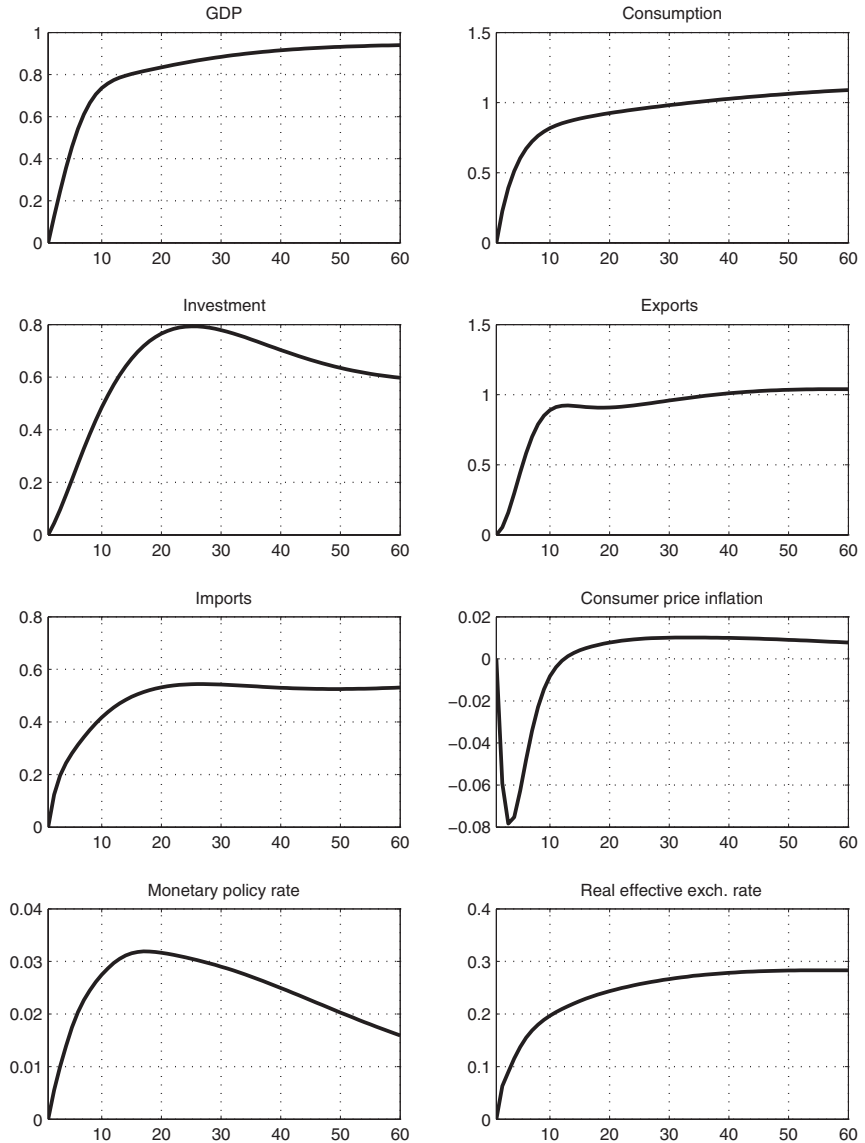 GDP
1
0.8
0.6
0.4
0.2
0
10 20 30 40 50 60
Consumption
1.5
1
0.5
0
10 20 30 40 50 60
Investment
0.8
0.6
0.4
0.2
0
10 20 30 40 50 60
Exports
1.5
1
0.5
0
10 20 30 40 50 60
Imports
0.8
0.6
0.4
0.2
0
10 20 30 40 50 60
Consumer price inflation
0.02
0
−0.02
−0.04
−0.06
−0.08
10 20 30 40 50 60
Monetary policy rate
0.04
0.03
0.02
0.01
0
10 20 30 40 50 60
Real effective exch. rate
0.4
0.3
0.2
0.1
0
10 20 30 40 50 60